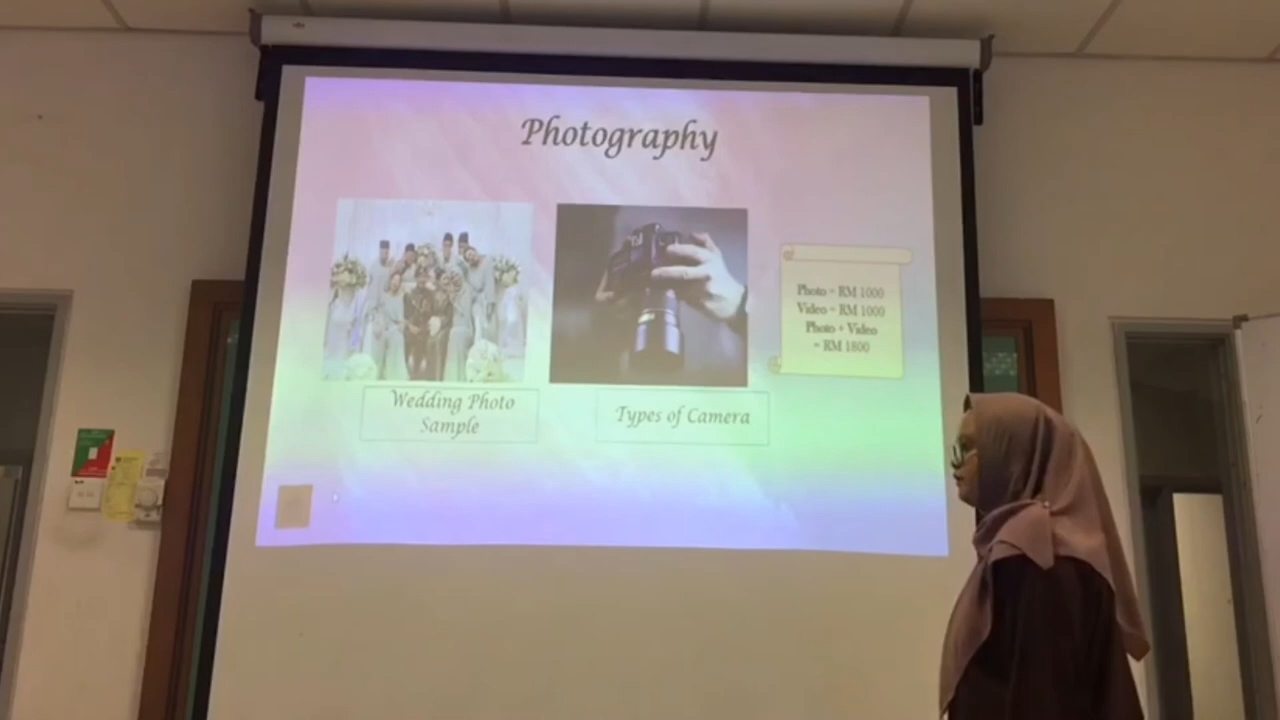 Photography
Photo = RM 1000
Video = RM 1000
Photo + Video
= RM 1800
Wedding Photo
Sample
Types of Camera